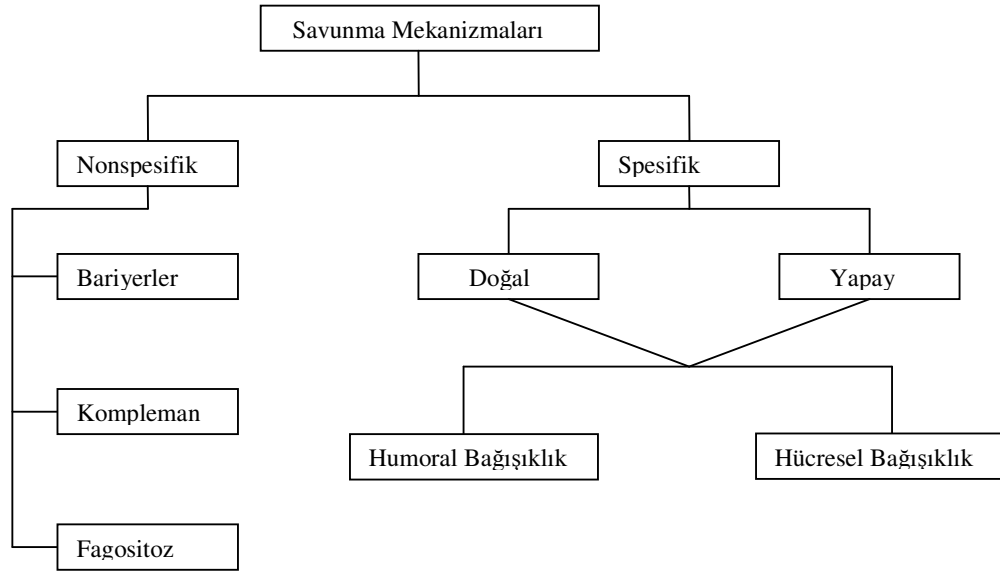 Savunma Mekanizmaları
Nonspesifik
Spesifik
Bariyerler
Doğal
Yapay
Kompleman
Humoral Bağışıklık
Hücresel Bağışıklık
Fagositoz